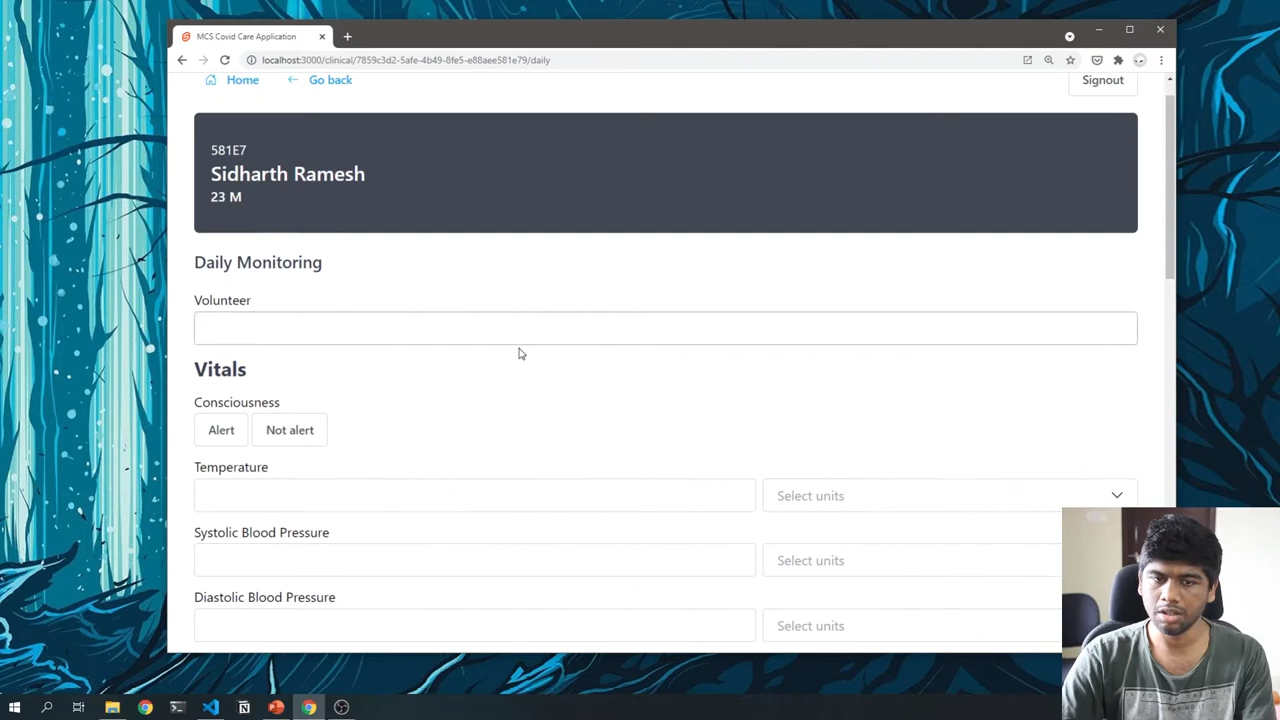 MCS Covid Care Application
localhost:3000/clinical/7859c3d2-5afe-4b49-8fe5-e88aee581e79/daily
Home
Go back
Signout
581E7
Sidharth Ramesh
23 M
Daily Monitoring
Volunteer
Vitals
Consciousness
Alert
Not alert
Temperature
Select units
Systolic Blood Pressure
Select units
Diastolic Blood Pressure
Select units